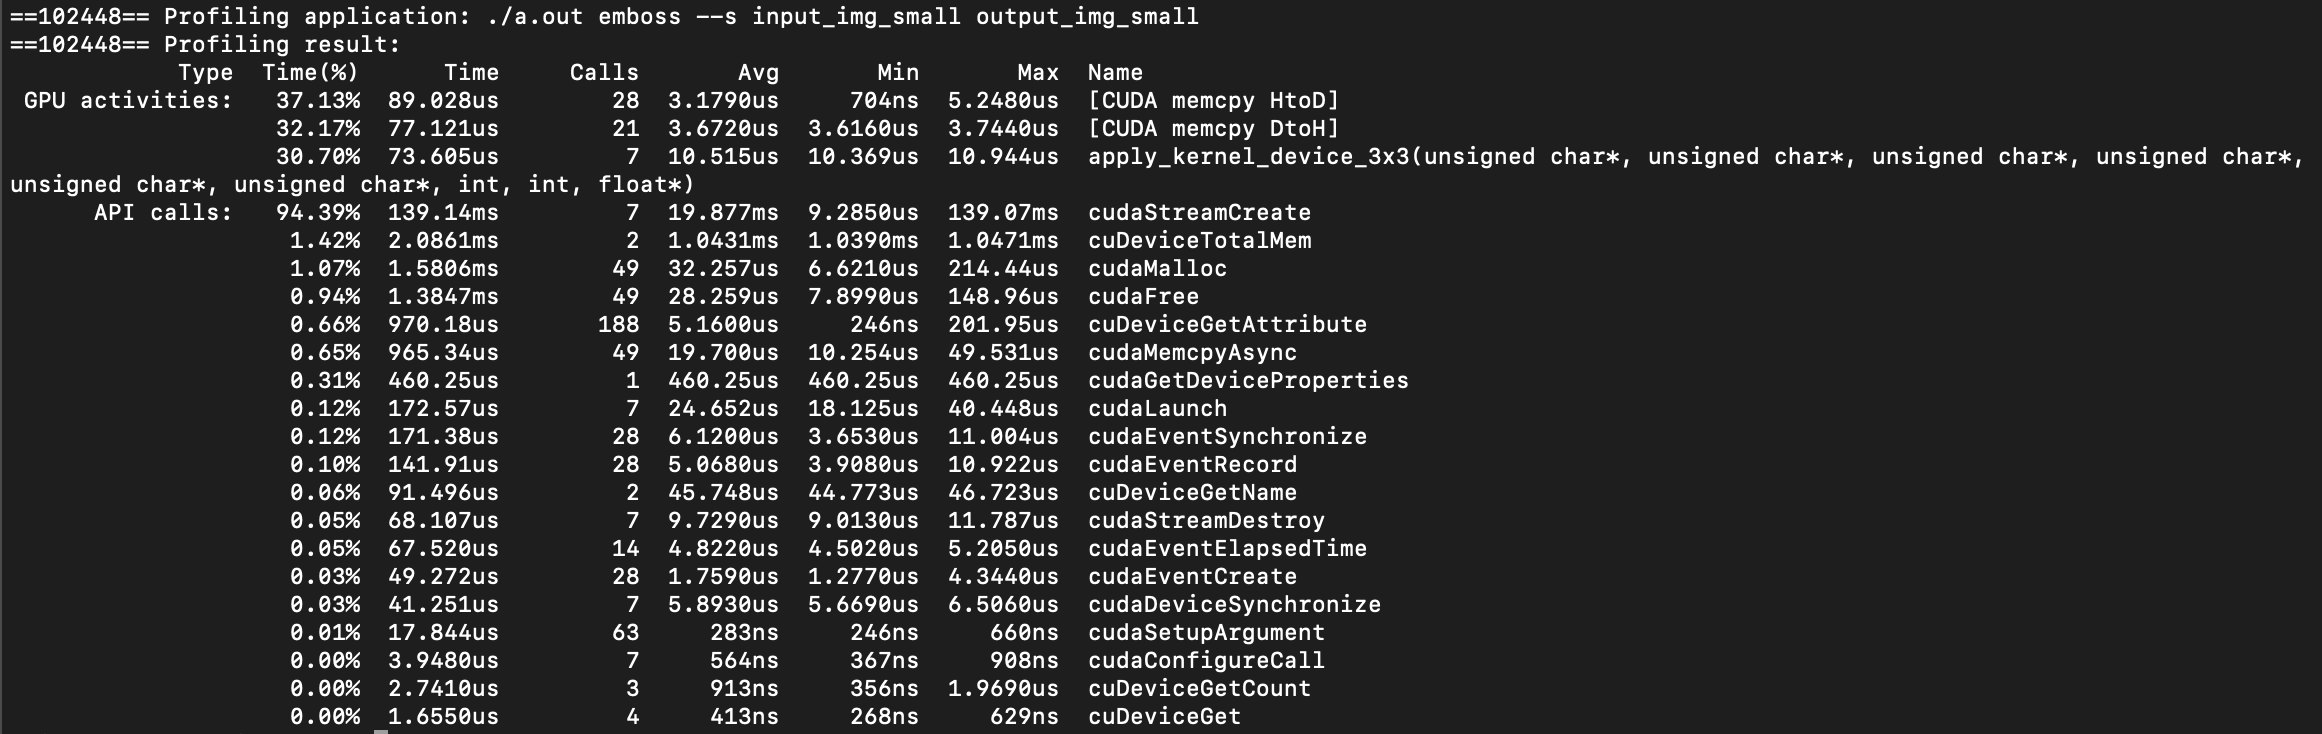 ==102448== Profiling application: ./a.out emboss --s input_img_small output_img_small
==102448== Profiling result:
            Type  Time(%)      Time     Calls       Avg       Min       Max  Name
 GPU activities:   37.13%  89.028us        28  3.1790us     704ns  5.2480us  [CUDA memcpy HtoD]
                   32.17%  77.121us        21  3.6720us  3.6160us  3.7440us  [CUDA memcpy DtoH]
                   30.70%  73.605us         7  10.515us  10.369us  10.944us  apply_kernel_device_3x3(unsigned char*, unsigned char*, unsigned char*, unsigned char*,
unsigned char*, unsigned char*, int, int, float*)
      API calls:   94.39%  139.14ms         7  19.877ms  9.2850us  139.07ms  cudaStreamCreate
                    1.42%  2.0861ms         2  1.0431ms  1.0390ms  1.0471ms  cuDeviceTotalMem
                    1.07%  1.5806ms        49  32.257us  6.6210us  214.44us  cudaMalloc
                    0.94%  1.3847ms        49  28.259us  7.8990us  148.96us  cudaFree
                    0.66%  970.18us       188  5.1600us     246ns  201.95us  cuDeviceGetAttribute
                    0.65%  965.34us        49  19.700us  10.254us  49.531us  cudaMemcpyAsync
                    0.31%  460.25us         1  460.25us  460.25us  460.25us  cudaGetDeviceProperties
                    0.12%  172.57us         7  24.652us  18.125us  40.448us  cudaLaunch
                    0.12%  171.38us        28  6.1200us  3.6530us  11.004us  cudaEventSynchronize
                    0.10%  141.91us        28  5.0680us  3.9080us  10.922us  cudaEventRecord
                    0.06%  91.496us         2  45.748us  44.773us  46.723us  cuDeviceGetName
                    0.05%  68.107us         7  9.7290us  9.0130us  11.787us  cudaStreamDestroy
                    0.05%  67.520us        14  4.8220us  4.5020us  5.2050us  cudaEventElapsedTime
                    0.03%  49.272us        28  1.7590us  1.2770us  4.3440us  cudaEventCreate
                    0.03%  41.251us         7  5.8930us  5.6690us  6.5060us  cudaDeviceSynchronize
                    0.01%  17.844us        63     283ns     246ns     660ns  cudaSetupArgument
                    0.00%  3.9480us         7     564ns     367ns     908ns  cudaConfigureCall
                    0.00%  2.7410us         3     913ns     356ns  1.9690us  cuDeviceGetCount
                    0.00%  1.6550us         4     413ns     268ns     629ns  cuDeviceGet